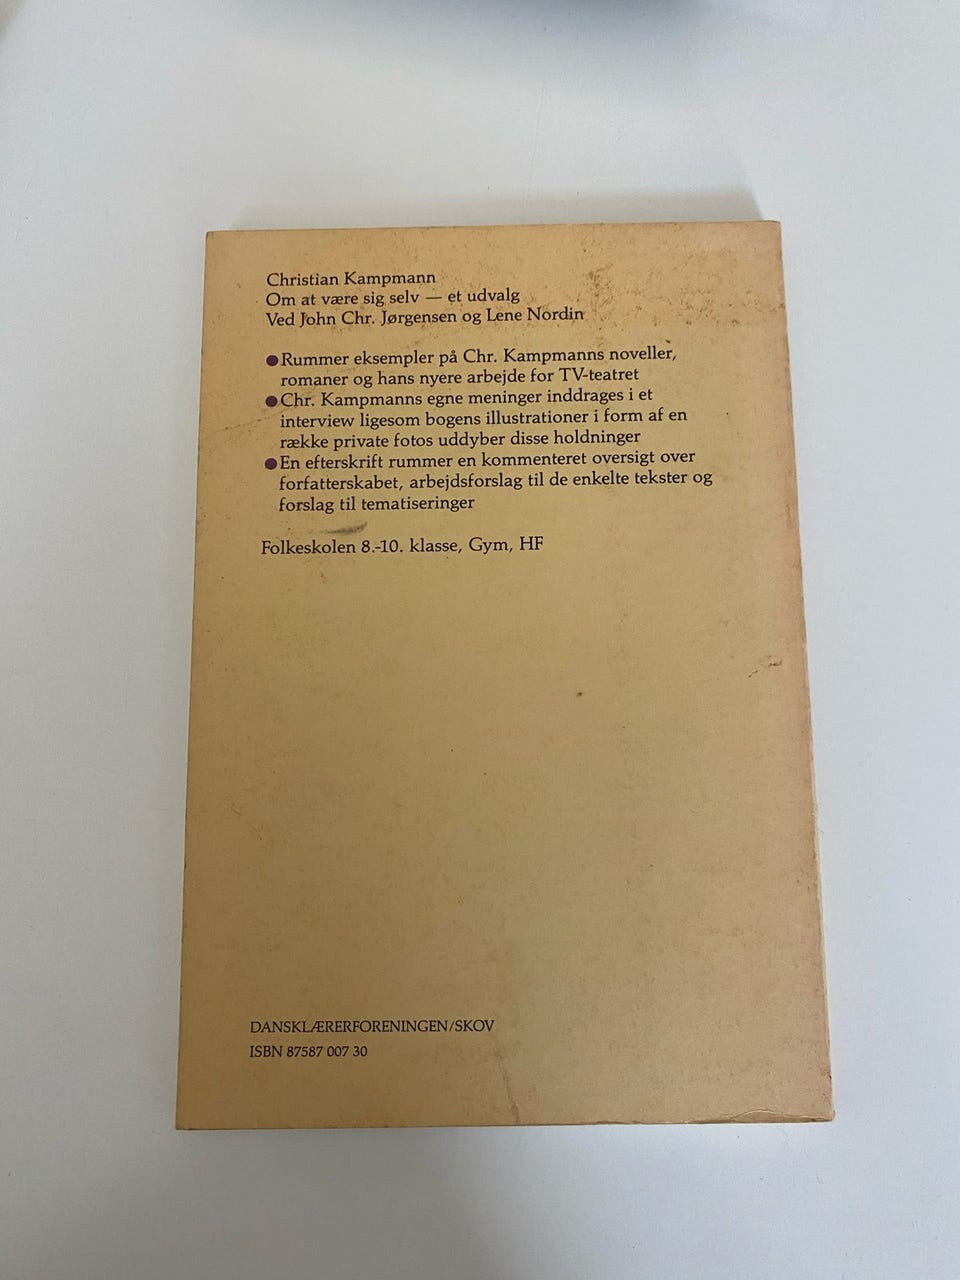 Christian Kampmann
Om at være sig selv — et udvalg
Ved John Chr. Jørgensen og Lene Nordin
● Rummer eksempler på Chr. Kampmanns noveller,
romaner og hans nyere arbejde for TV-teatret
● Chr. Kampmanns egne meninger inddrages i et
interview ligesom bogens illustrationer i form af en
række private fotos uddyber disse holdninger
● En efterskrift rummer en kommenteret oversigt over
forfatterskabet, arbejdsforslag til de enkelte tekster og
forslag til tematiseringer
Folkeskolen 8.-10. klasse, Gym, HF
DANSKLÆRERFORENINGEN/SKOV
ISBN 87587 007 30